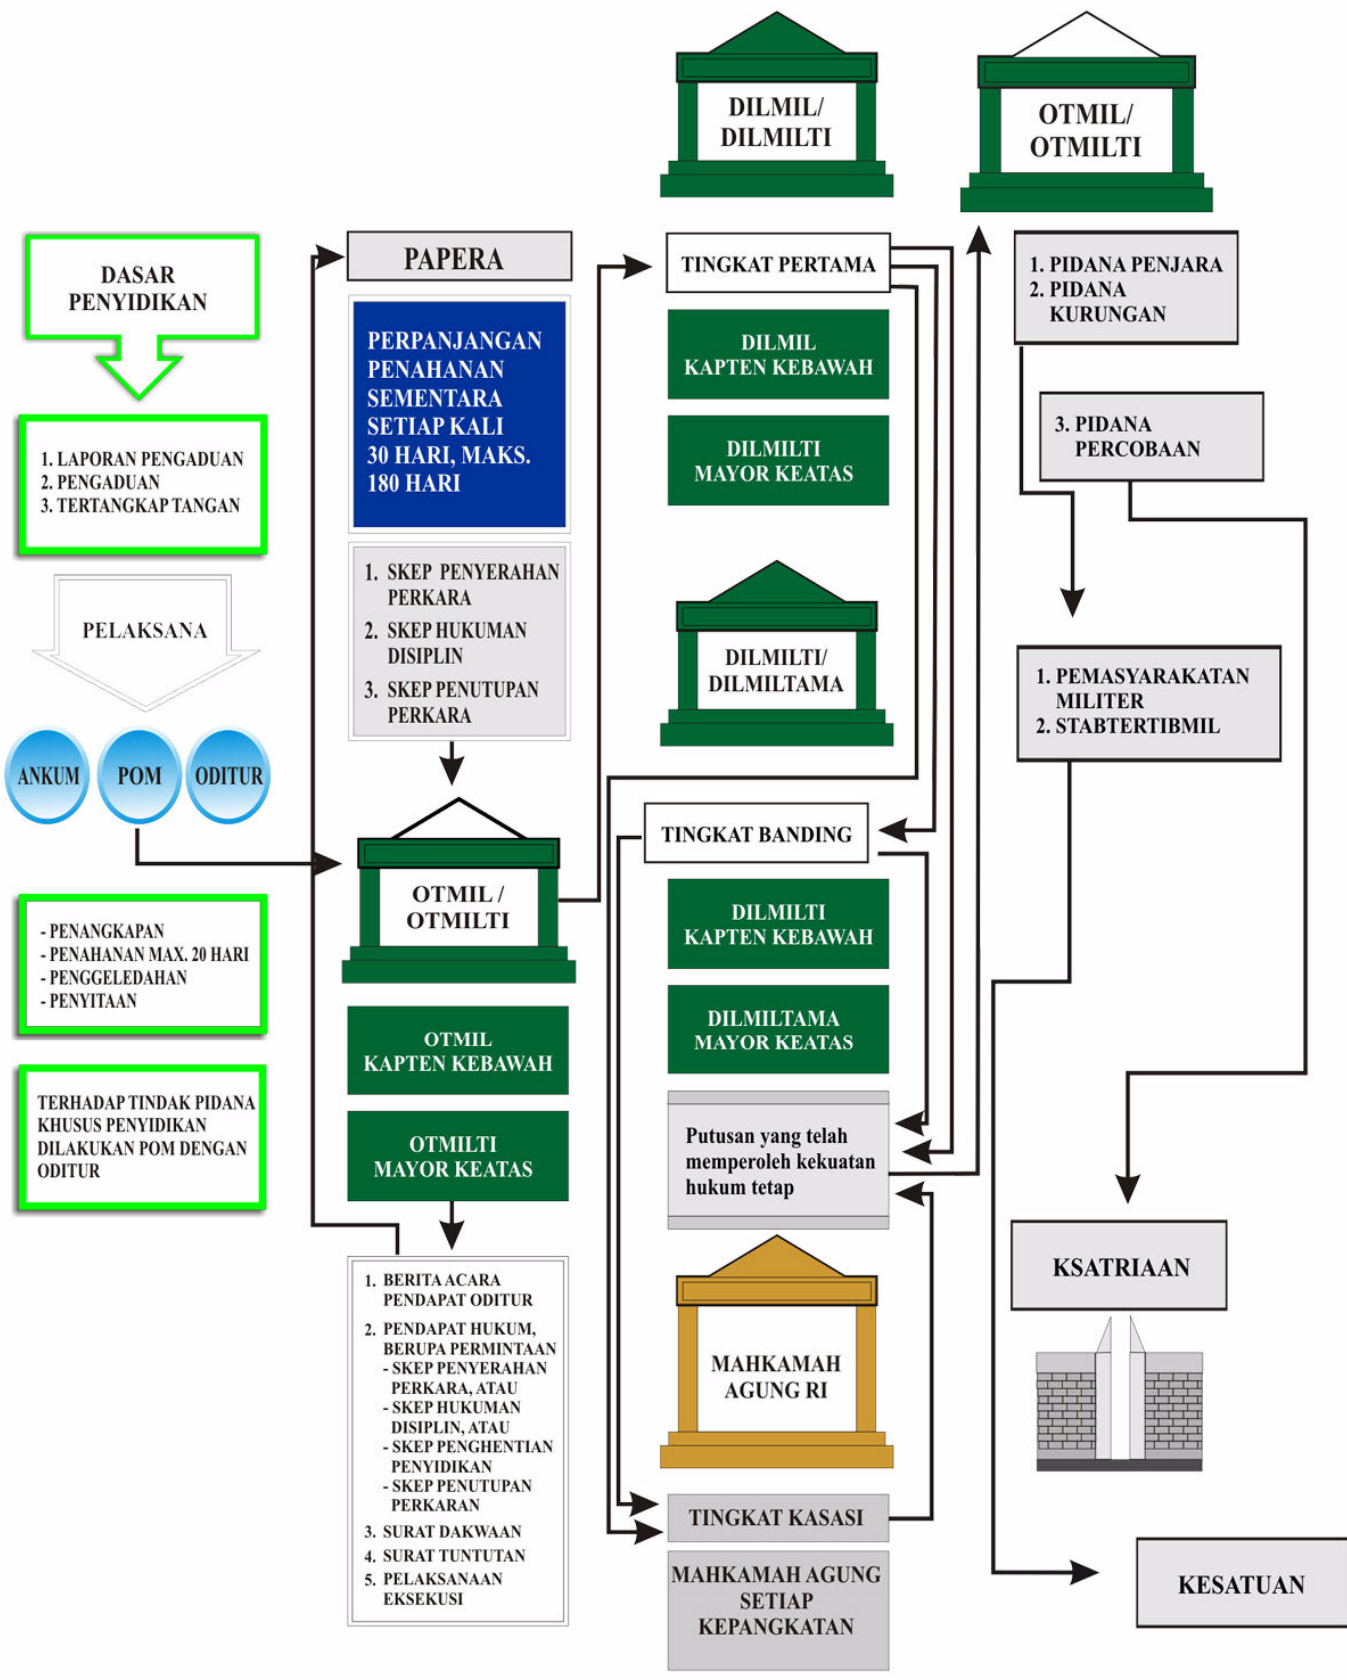 DASAR
PENYIDIKAN
1. LAPORAN PENGADUAN
2. PENGADUAN
3. TERTANGKAP TANGAN
PELAKSANA
ANKUM
POM
ODITUR
- PENANGKAPAN
- PENAHANAN MAX. 20 HARI
- PENGGELEDAHAN
- PENYITAAN
TERHADAP TINDAK PIDANA
KHUSUS PENYIDIKAN
DILAKUKAN POM DENGAN
ODITUR
PAPERA
PERPANJANGAN
PENAHANAN
SEMENTARA
SETIAP KALI
30 HARI, MAKS.
180 HARI
1. SKEP PENYERAHAN
PERKARA
2. SKEP HUKUMAN
DISIPLIN
3. SKEP PENUTUPAN
PERKARA
OTMIL /
OTMILTI
OTMIL
KAPTEN KEBAWAH
OTMILTI
MAYOR KEATAS
1. BERITA ACARA
PENDAPAT ODITUR
2. PENDAPAT HUKUM,
BERUPA PERMINTAAN
- SKEP PENYERAHAN
PERKARA, ATAU
- SKEP HUKUMAN
DISIPLIN, ATAU
- SKEP PENGHENTIAN
PENYIDIKAN
- SKEP PENUTUPAN
PERKARAN
3. SURAT DAKWAAN
4. SURAT TUNTUTAN
5. PELAKSANAAN
EKSEKUSI
DILMIL/
DILMILTI
TINGKAT PERTAMA
DILMIL
KAPTEN KEBAWAH
DILMILTI
MAYOR KEATAS
DILMILTI/
DILMILTAMA
TINGKAT BANDING
DILMILTI
KAPTEN KEBAWAH
DILMILTAMA
MAYOR KEATAS
Putusan yang telah
memperoleh kekuatan
hukum tetap
MAHKAMAH
AGUNG RI
TINGKAT KASASI
MAHKAMAH AGUNG
SETIAP
KEPANGKATAN
OTMIL/
OTMILTI
1. PIDANA PENJARA
2. PIDANA
KURUNGAN
3. PIDANA
PERCOBAAN
1. PEMASYARAKATAN
MILITER
2. STABTERTIBMIL
KSATRIAAN
KESATUAN